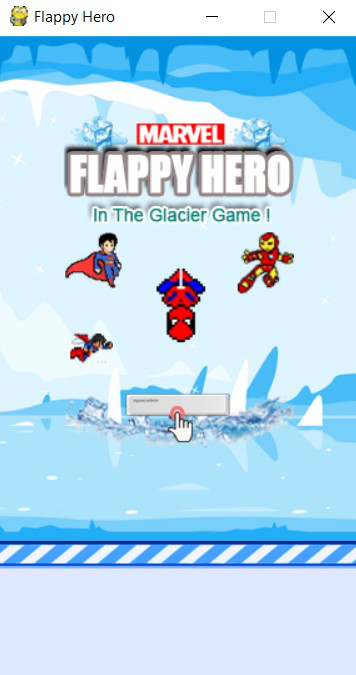 Flappy Hero
MARVEL
FLAPPY HERO
In The Glacier Game !